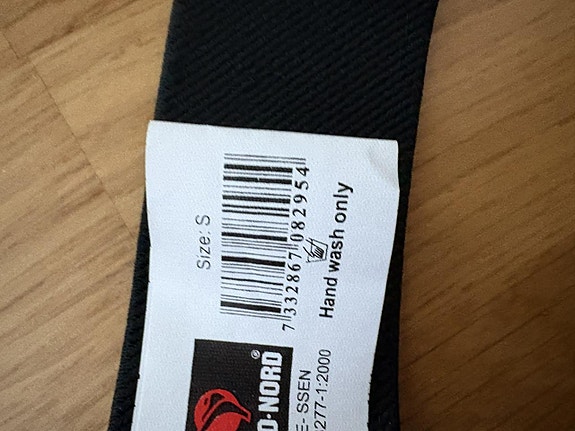 Size: S
7 332867 082954
Hand wash only
D·NORD®
E- SSEN
277-1:2000